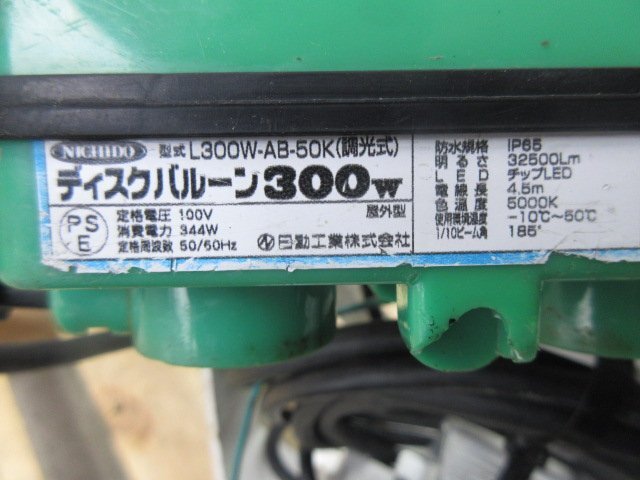 NICHIDO 型式 L300W-AB-50K(調光式)
ディスクバルーン300W
PS
E
定格電圧 100V 屋外型
消費電力 344W
定格周波数 50/60Hz 日動工業株式会社
防水規格 IP65
明るさ 32500Lm
LED チップLED
電線長 4.5m
色温度 5000K
使用環境温度 -10℃~50℃
1/10ビーム角 185°